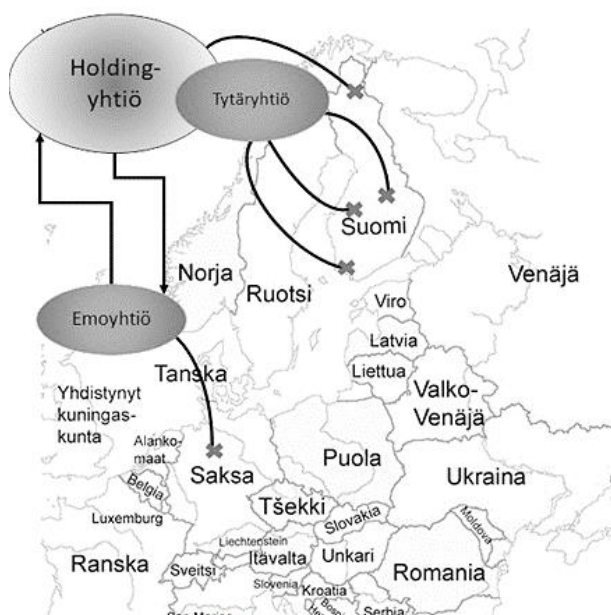 Holding-
yhtiö
Tytäryhtiö
Suomi
Norja
Ruotsi
Venäjä
Emoyhtiö
Viro
Latvia
Liettua
Tanska
Valko-
Venäjä
Yhdistynyt
kuningas-
kunta
Alanko-
maat
Saksa
Puola
Ukraina
Belgia
Tšekki
Slovakia
Moldova
Luxemburg
Liechtenstein
Itävalta
Unkari
Ranska
Sveitsi
Romania
Slovenia
Kroatia
Serbia